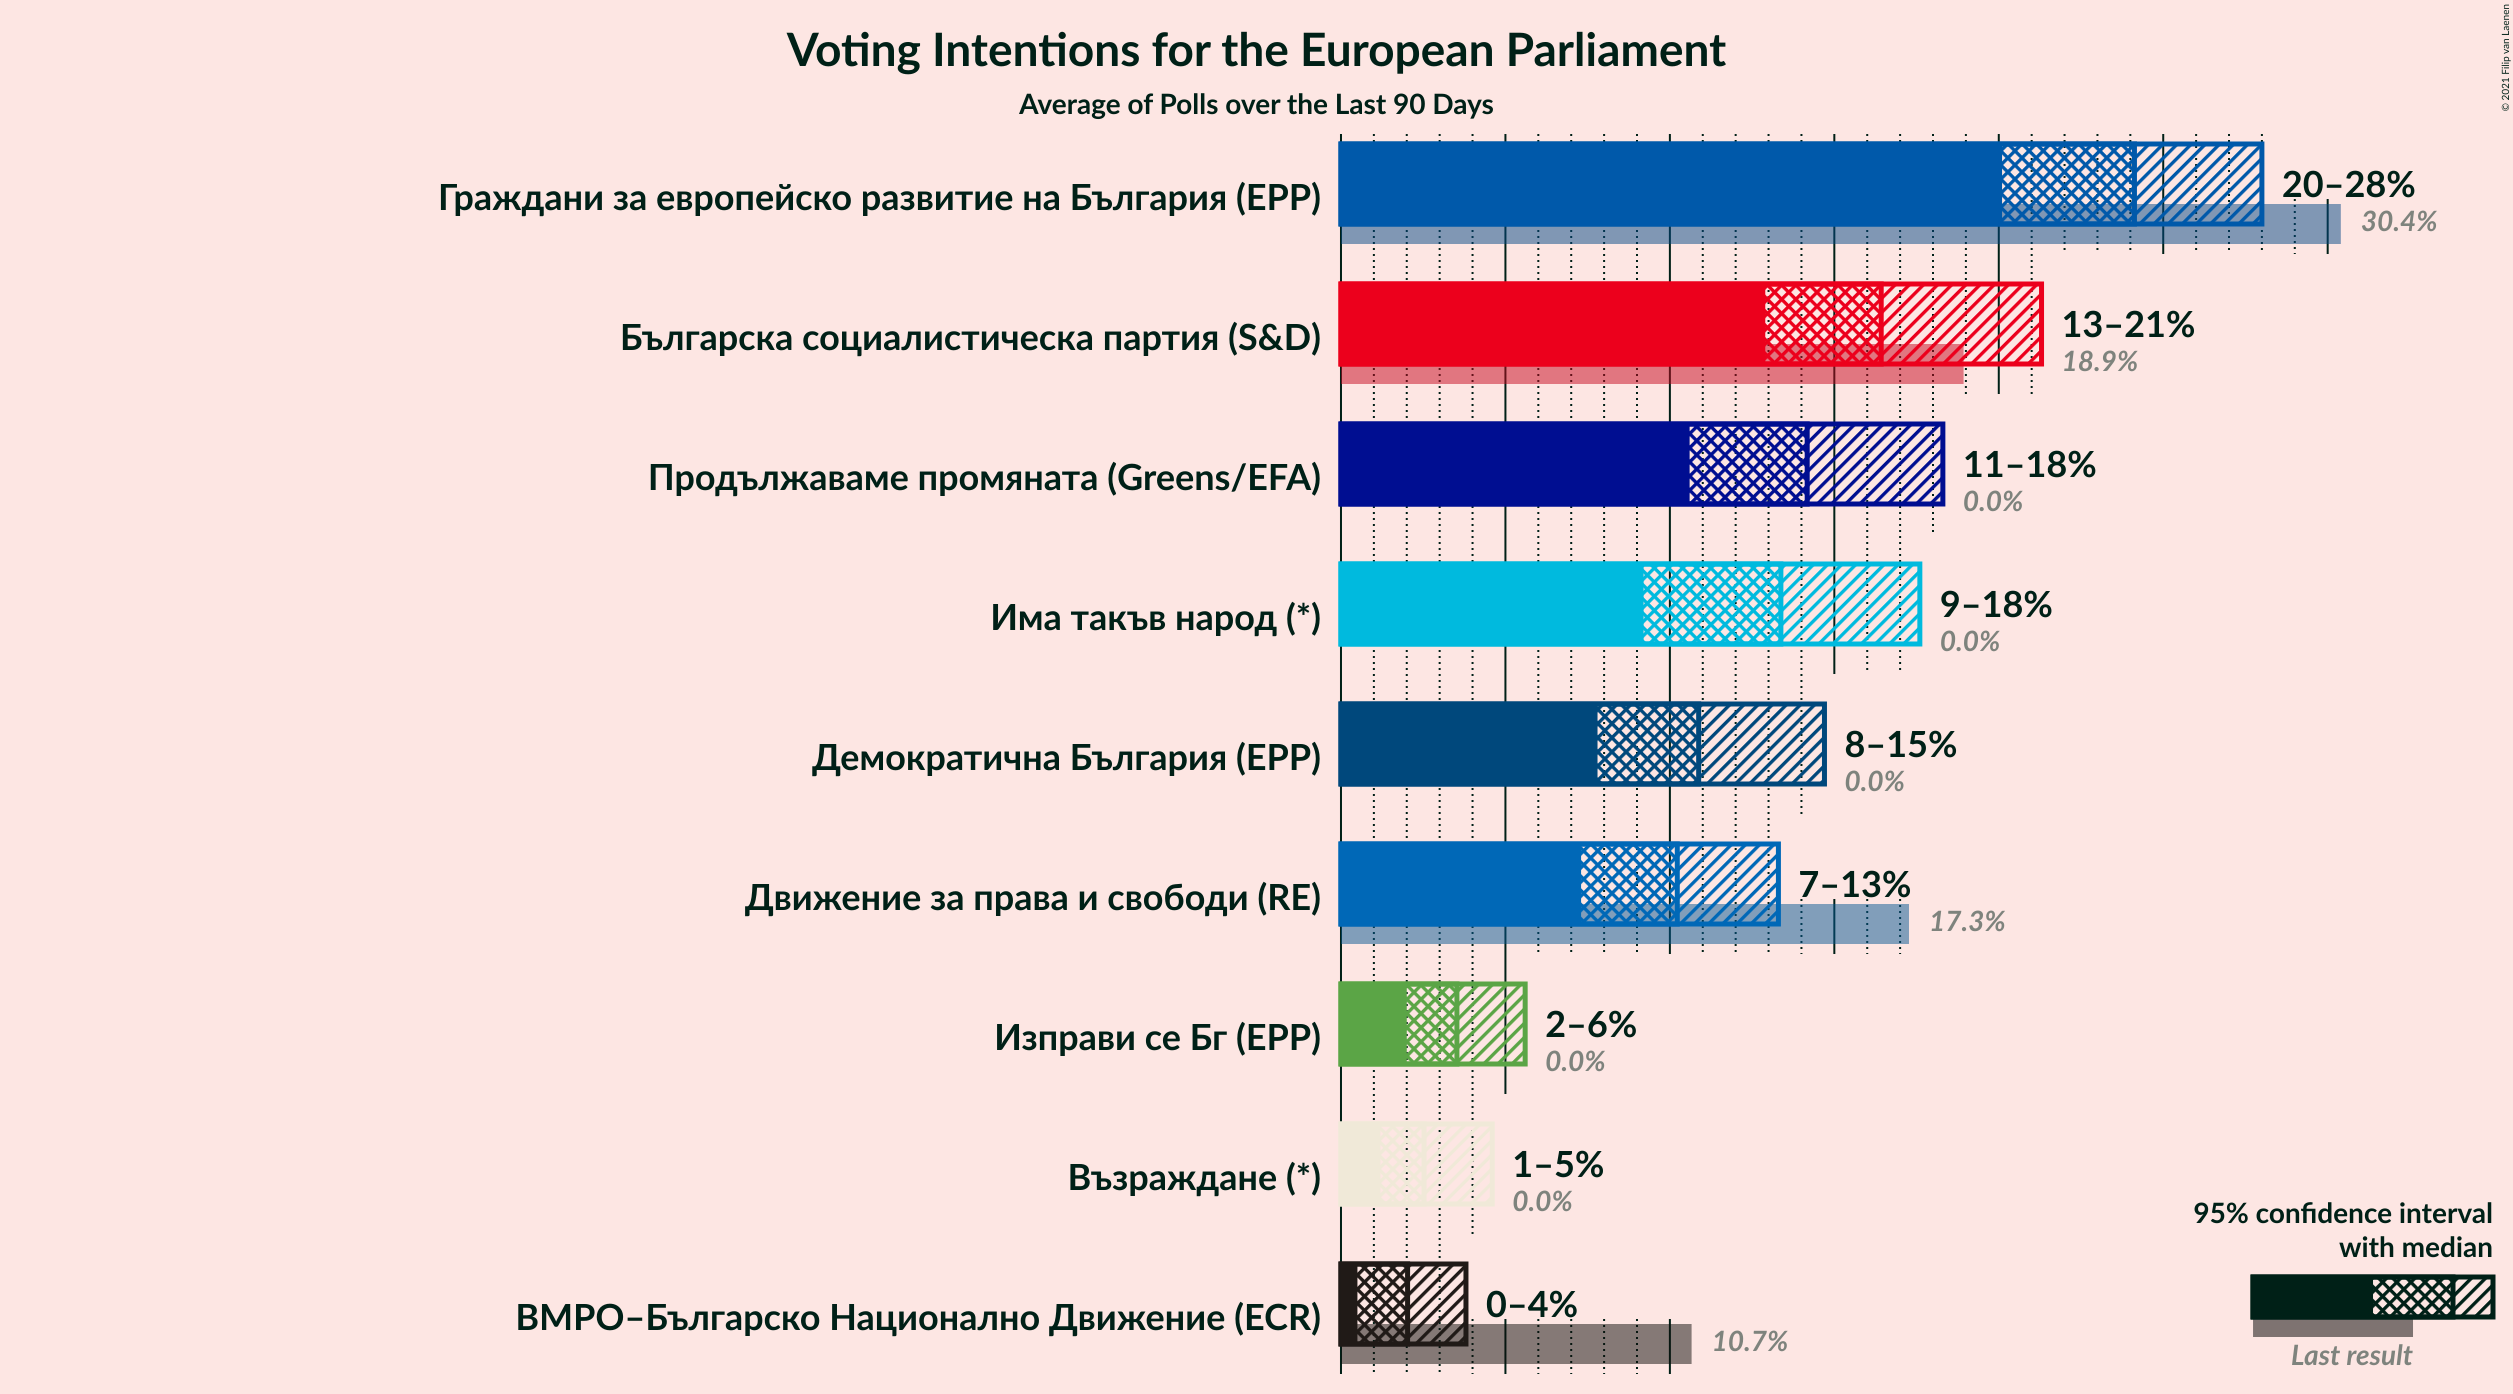 Voting Intentions for the European Parliament
Average of Polls over the Last 90 Days
© 2021 Filip van Laenen
Граждани за европейско развитие на България (EPP)
20–28%
30.4%
Българска социалистическа партия (S&D)
13–21%
18.9%
Продължаваме промяната (Greens/EFA)
11–18%
0.0%
Има такъв народ (*)
9–18%
0.0%
Демократична България (EPP)
8–15%
0.0%
Движение за права и свободи (RE)
7–13%
17.3%
Изправи се Бг (EPP)
2–6%
0.0%
Възраждане (*)
1–5%
0.0%
ВМРО–Българско Национално Движение (ECR)
0–4%
10.7%
95% confidence interval
with median
Last result